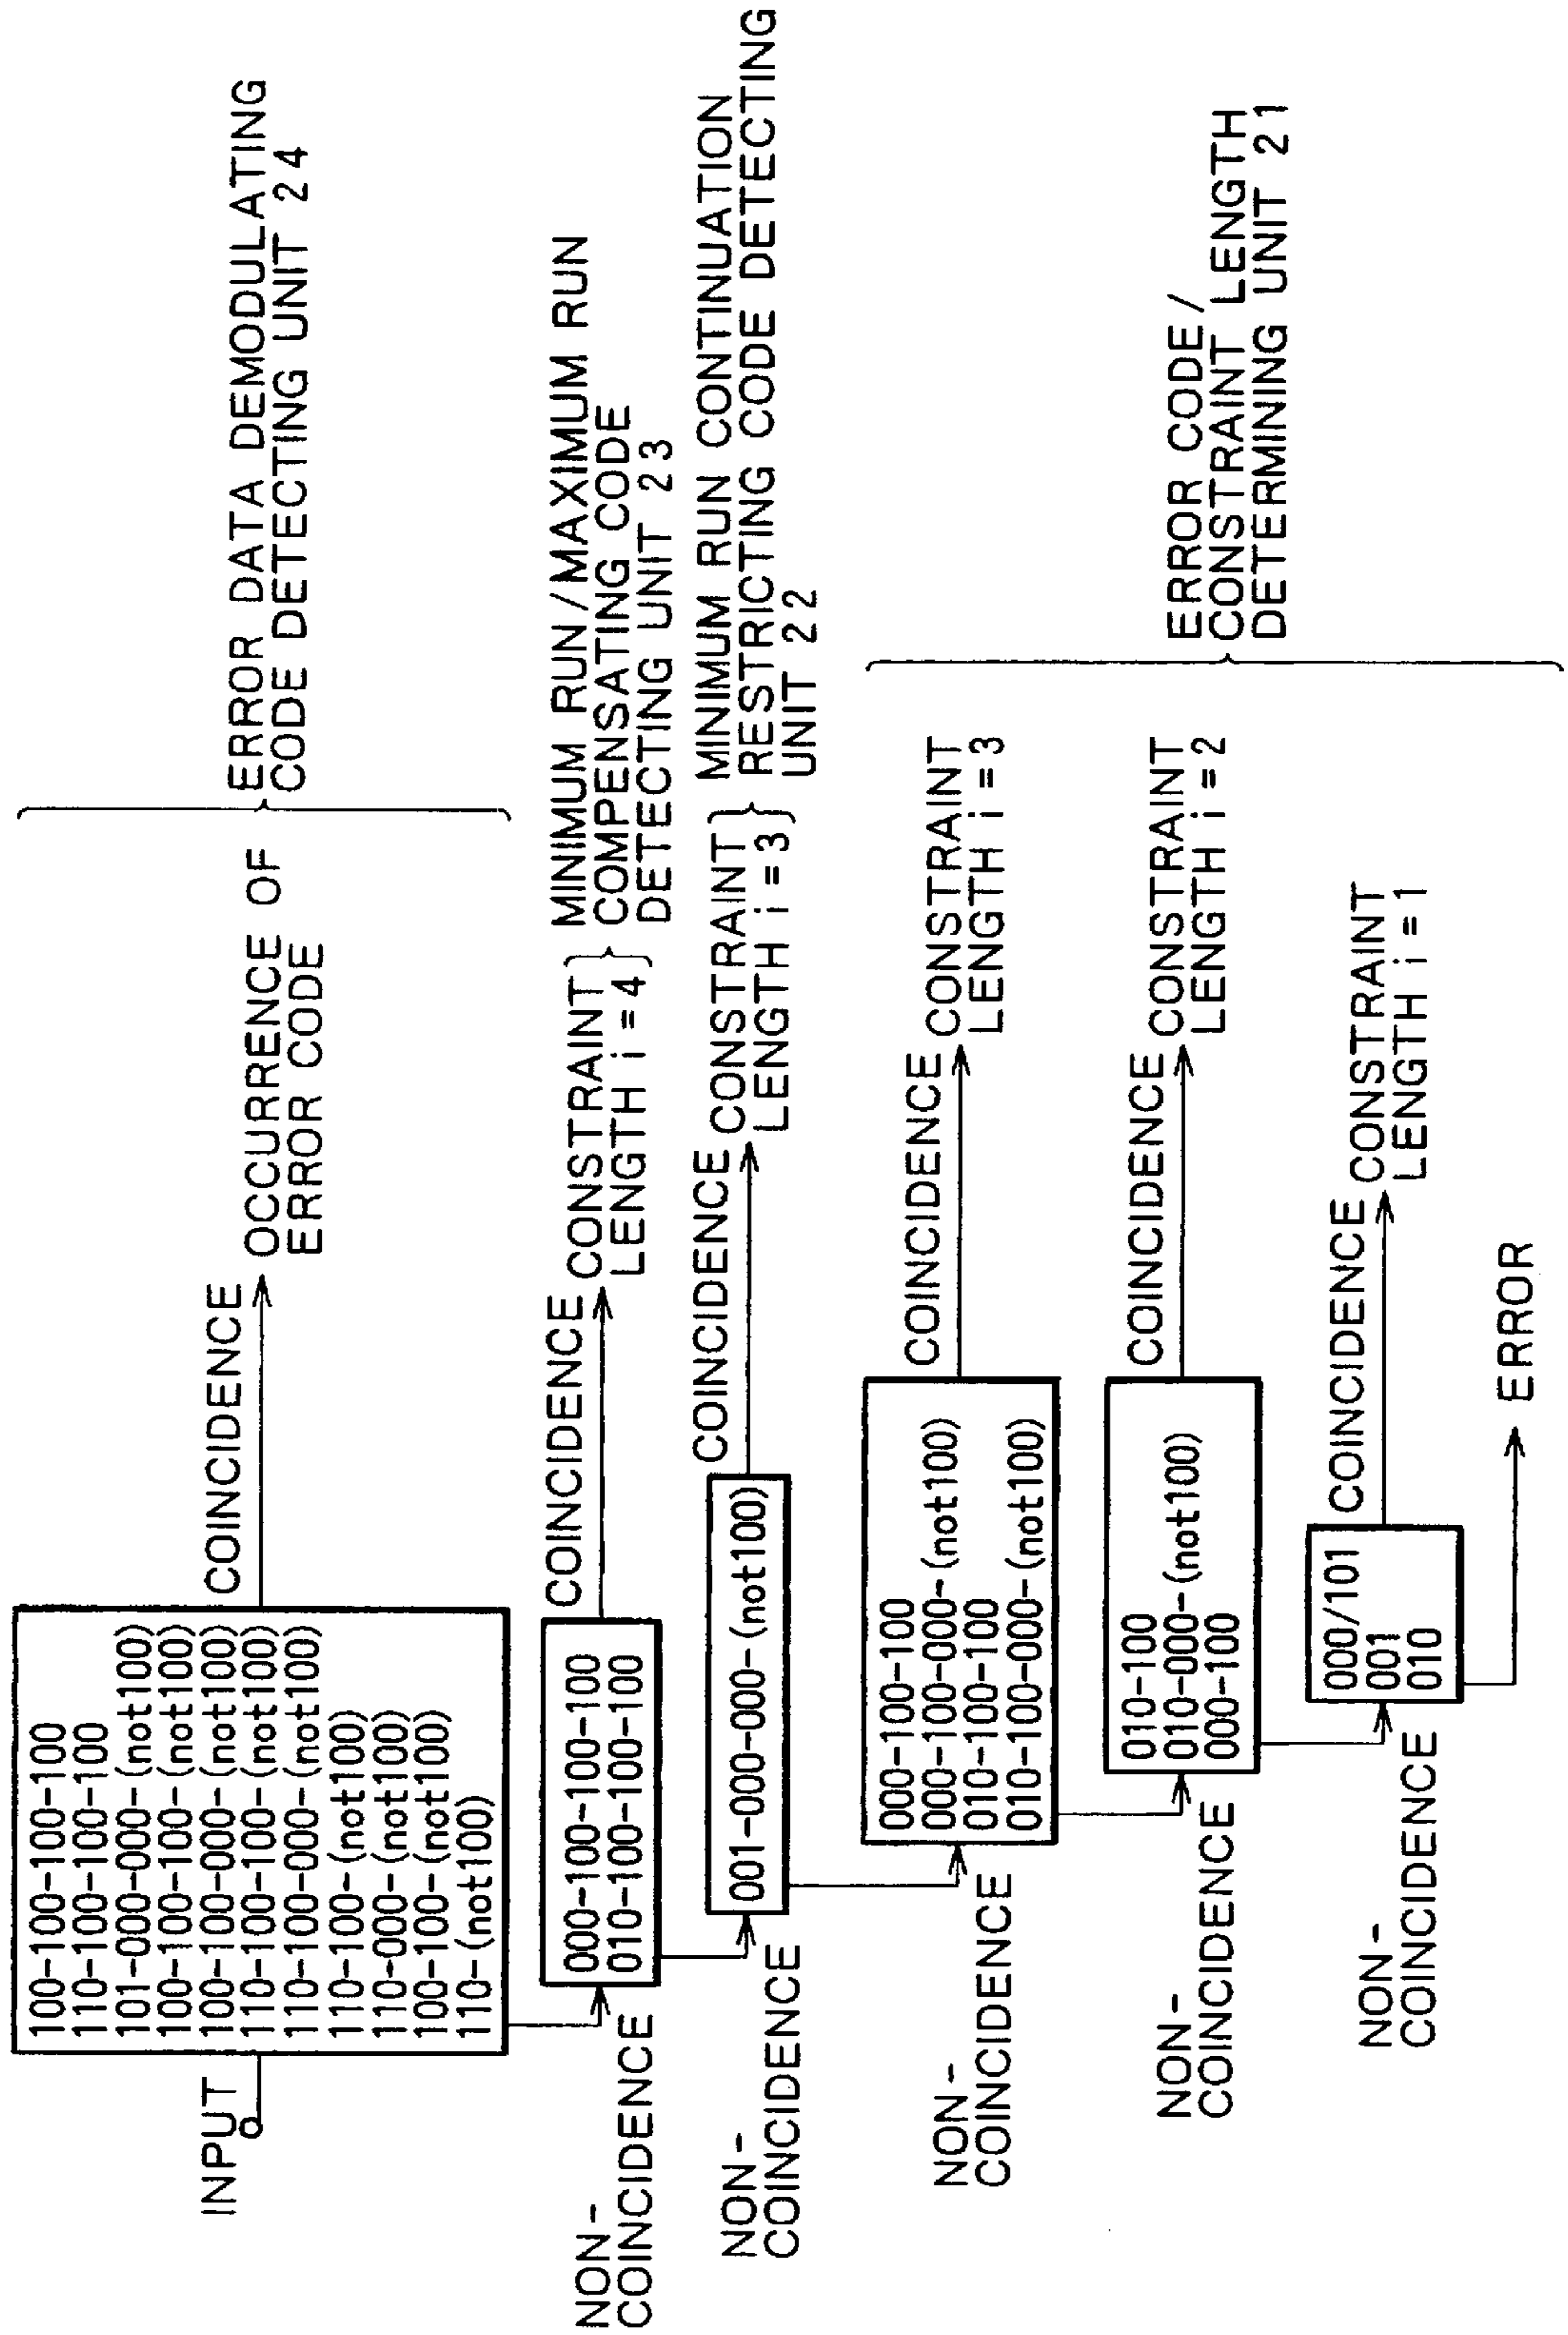 INPUT
100-100-100-100
110-100-100-100
101-000-000-(not100)
100-100-100-(not100)
100-100-000-(not100)
110-100-100-(not100)
110-100-000-(not100)
110-100-(not100)
110-000-(not100)
100-100-(not100)
110-(not100)
COINCIDENCE
OCCURRENCE OF
ERROR CODE
ERROR DATA DEMODULATING
CODE DETECTING UNIT 24
NON-
COINCIDENCE
000-100-100-100
010-100-100-100
COINCIDENCE
CONSTRAINT
LENGTH i=4
MINIMUM RUN/MAXIMUM RUN
COMPENSATING CODE
DETECTING UNIT 23
NON-
COINCIDENCE
001-000-000-(not100)
COINCIDENCE
CONSTRAINT
LENGTH i=3
MINIMUM RUN CONTINUATION
RESTRICTING CODE DETECTING
UNIT 22
NON-
COINCIDENCE
000-100-100
000-100-000-(not100)
010-100-100
010-100-000-(not100)
COINCIDENCE
CONSTRAINT
LENGTH i=3
NON-
COINCIDENCE
010-100
010-000-(not100)
000-100
COINCIDENCE
CONSTRAINT
LENGTH i=2
NON-
COINCIDENCE
000/101
001
010
COINCIDENCE
CONSTRAINT
LENGTH i=1
ERROR
ERROR CODE/
CONSTRAINT LENGTH
DETERMINING UNIT 21